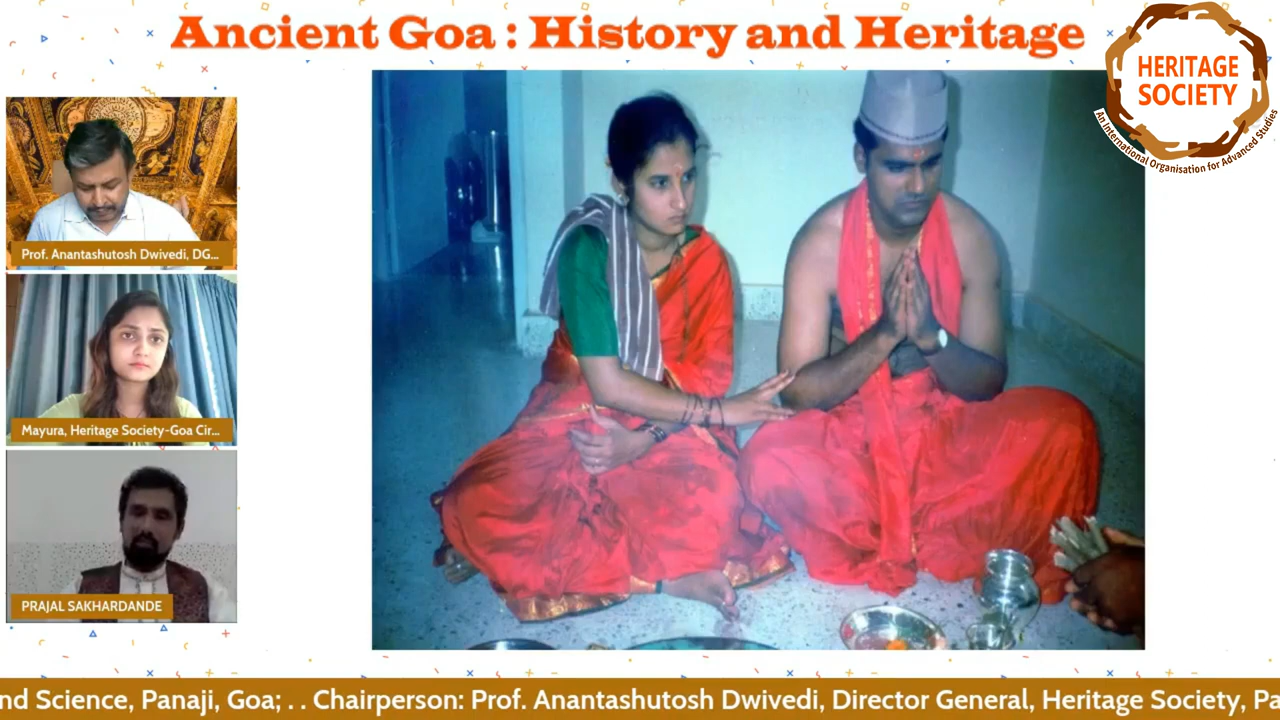 Ancient Goa : History and Heritage
HERITAGE
SOCIETY
An International Organisation for Advanced Studies
Prof. Anantashutosh Dwivedi, DG...
Mayura, Heritage Society-Goa Cir...
PRAJAL SAKHARDANDE
nd Science, Panaji, Goa; . . Chairperson: Prof. Anantashutosh Dwivedi, Director General, Heritage Society, Pa